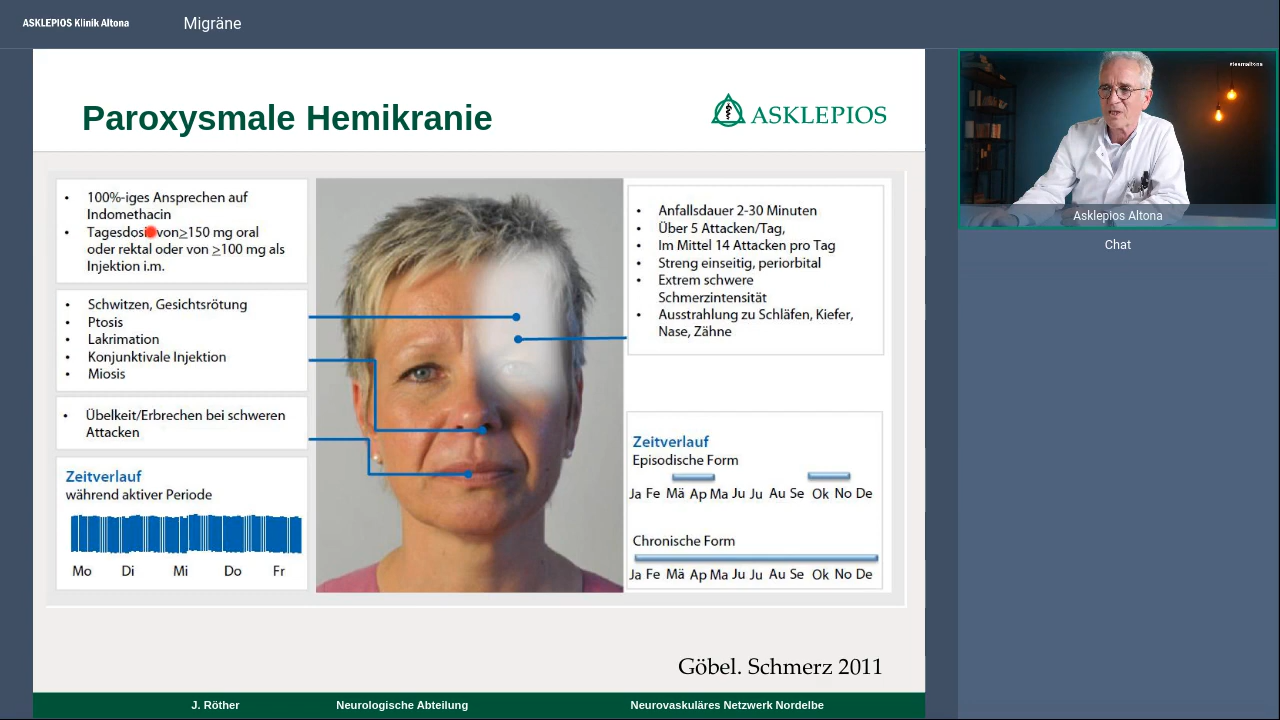 ASKLEPIOS Klinik Altona
Migräne
Paroxysmale Hemikranie
ASKLEPIOS
• 100%-iges Ansprechen auf
Indomethacin
• Tagesdosis von ≥150 mg oral
oder rektal oder von ≥100 mg als
Injektion i.m.
• Schwitzen, Gesichtsrötung
• Ptosis
• Lakrimation
• Konjunktivale Injektion
• Miosis
• Übelkeit/Erbrechen bei schweren
Attacken
Zeitverlauf
während aktiver Periode
Mo Di Mi Do Fr
• Anfallsdauer 2-30 Minuten
• Über 5 Attacken/Tag,
• Im Mittel 14 Attacken pro Tag
• Streng einseitig, periorbital
• Extrem schwere
Schmerzintensität
• Ausstrahlung zu Schläfen, Kiefer,
Nase, Zähne
Zeitverlauf
Episodische Form
Ja Fe Mä Ap Ma Ju Ju Au Se Ok No De
Chronische Form
Ja Fe Mä Ap Ma Ju Ju Au Se Ok No De
Göbel. Schmerz 2011
J. Röther Neurologische Abteilung Neurovaskuläres Netzwerk Nordelbe
#teamaltona
Asklepios Altona
Chat